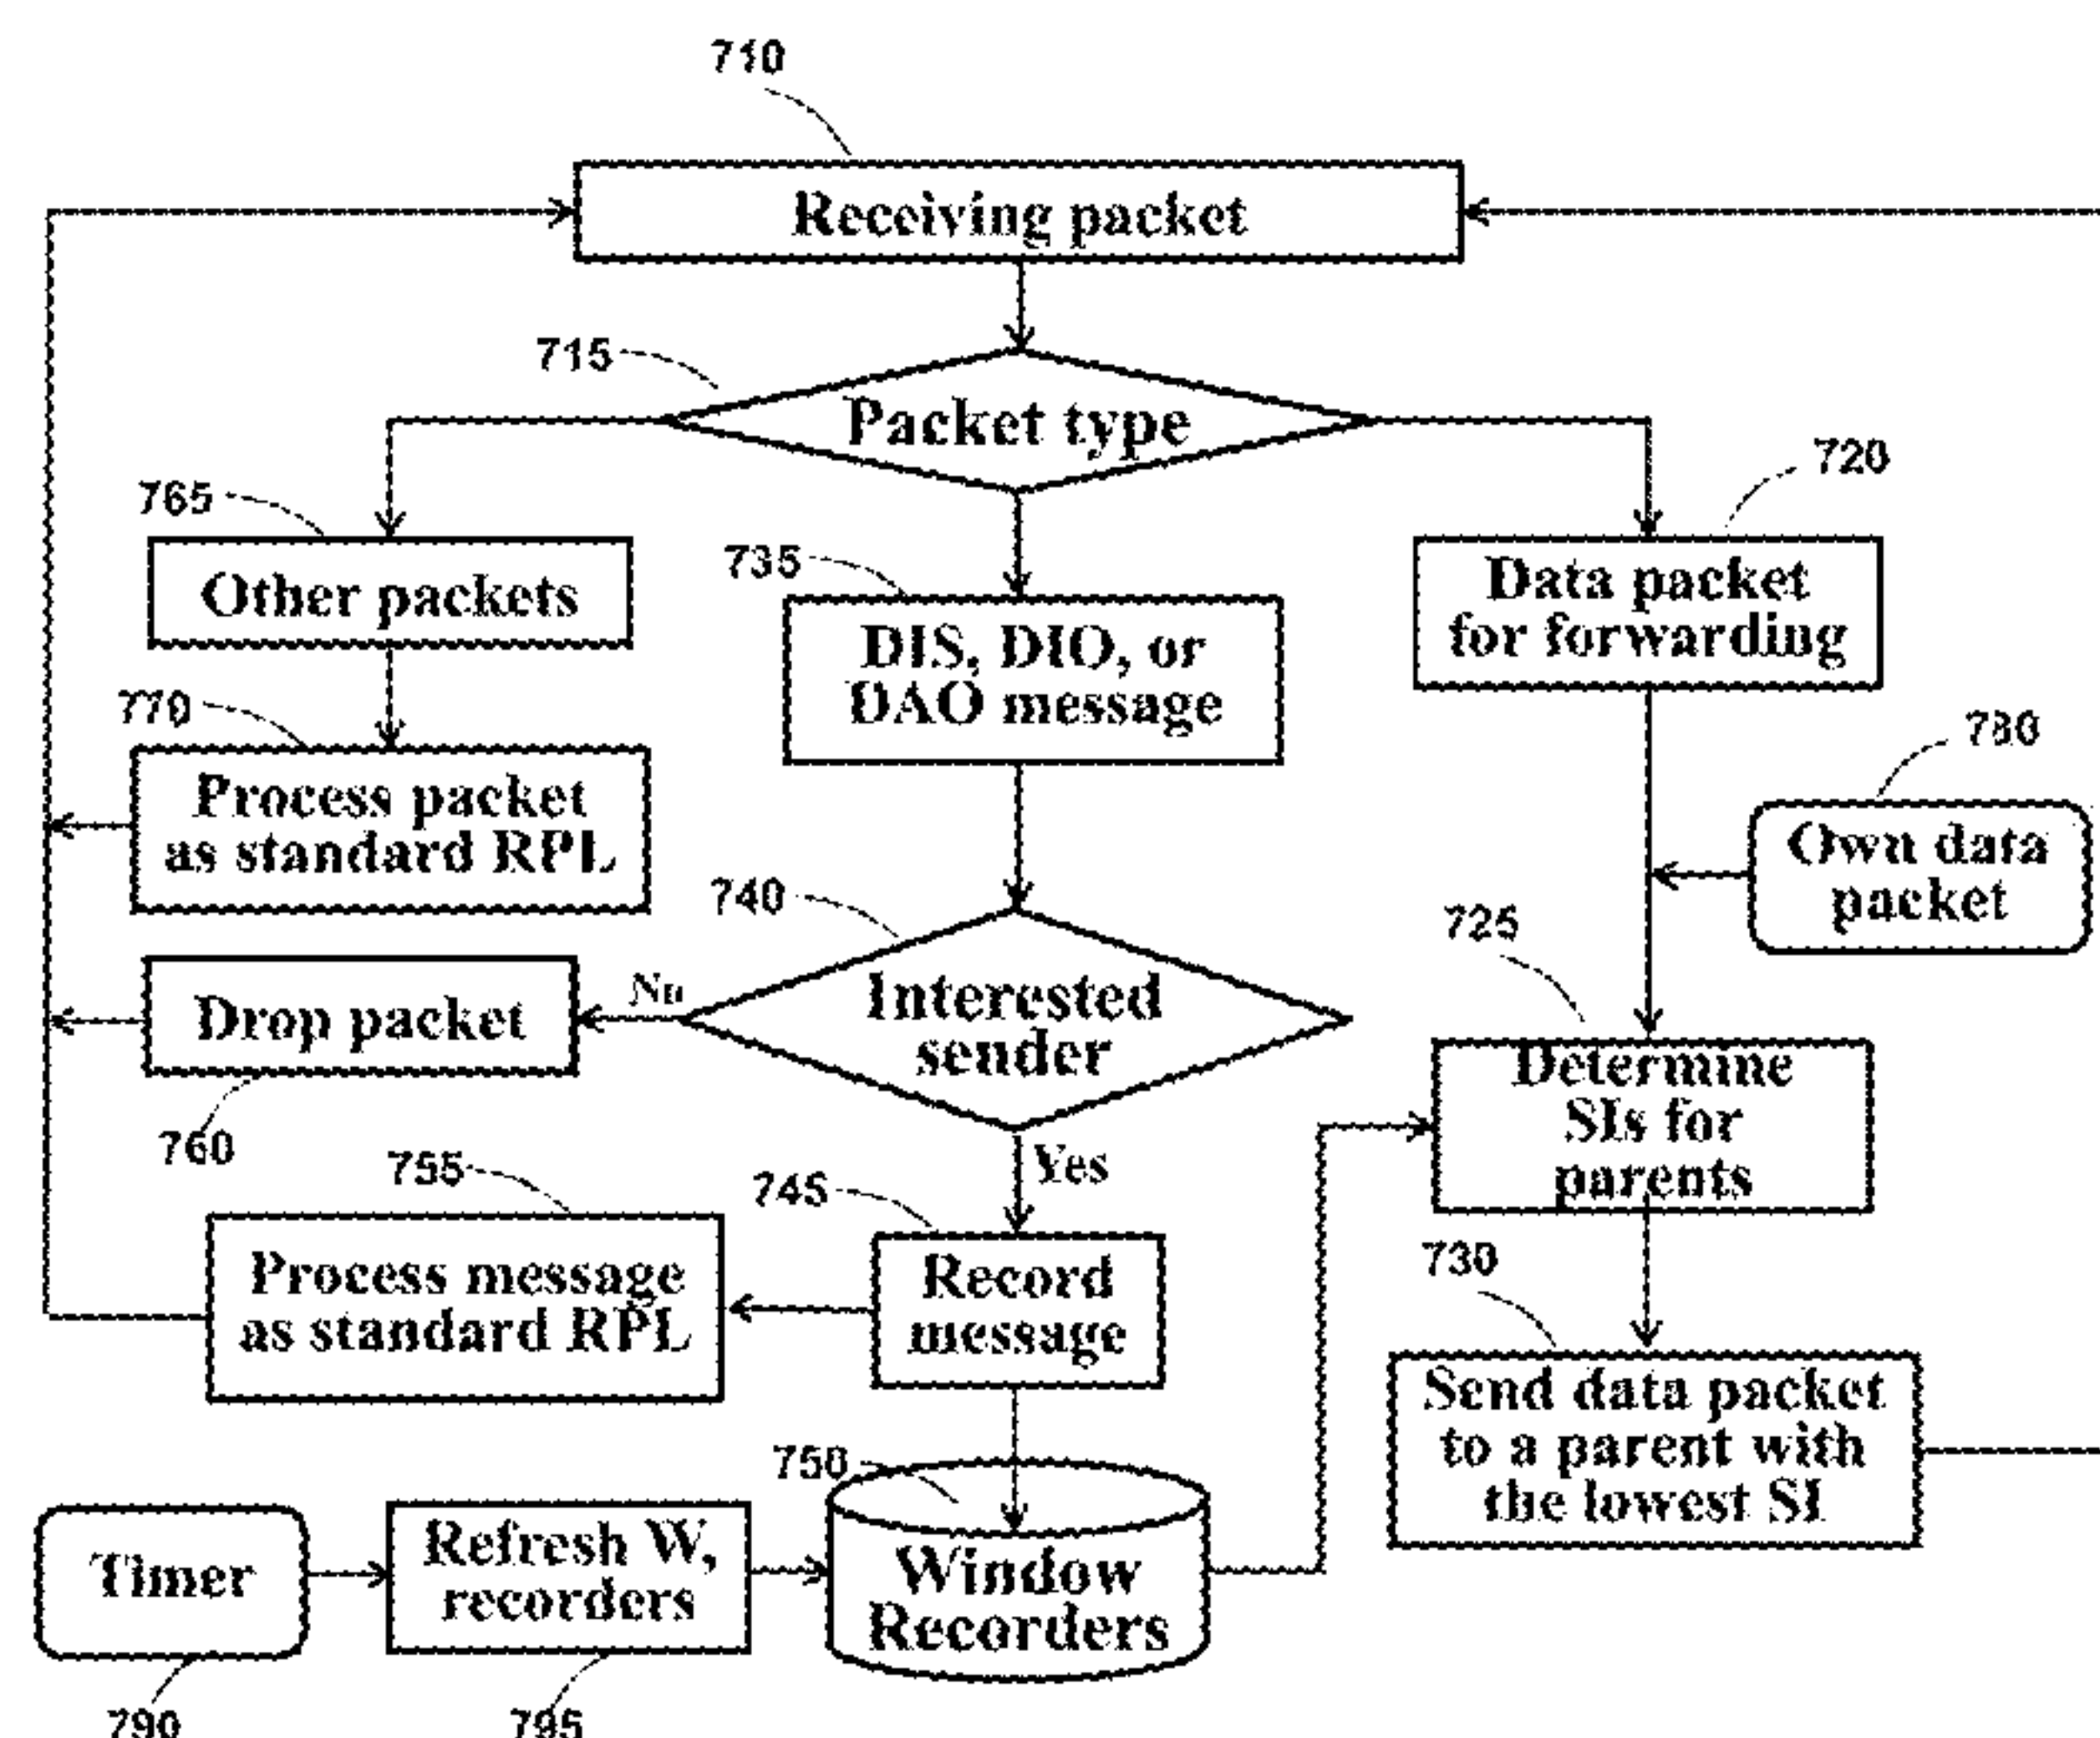 710
Receiving packet
715
Packet type
720
765
Other packets
735
DIS, DIO, or
DAO message
Data packet
for forwarding
770
Process packet
as standard RPL
780
Own data
packet
740
Interested
sender
No
Drop packet
760
725
Determine
SIs for
parents
Yes
755
745
Process message
as standard RPL
Record
message
730
Send data packet
to a parent with
the lowest SI
750
Window
Recorders
Timer
Refresh W,
recorders
790
795